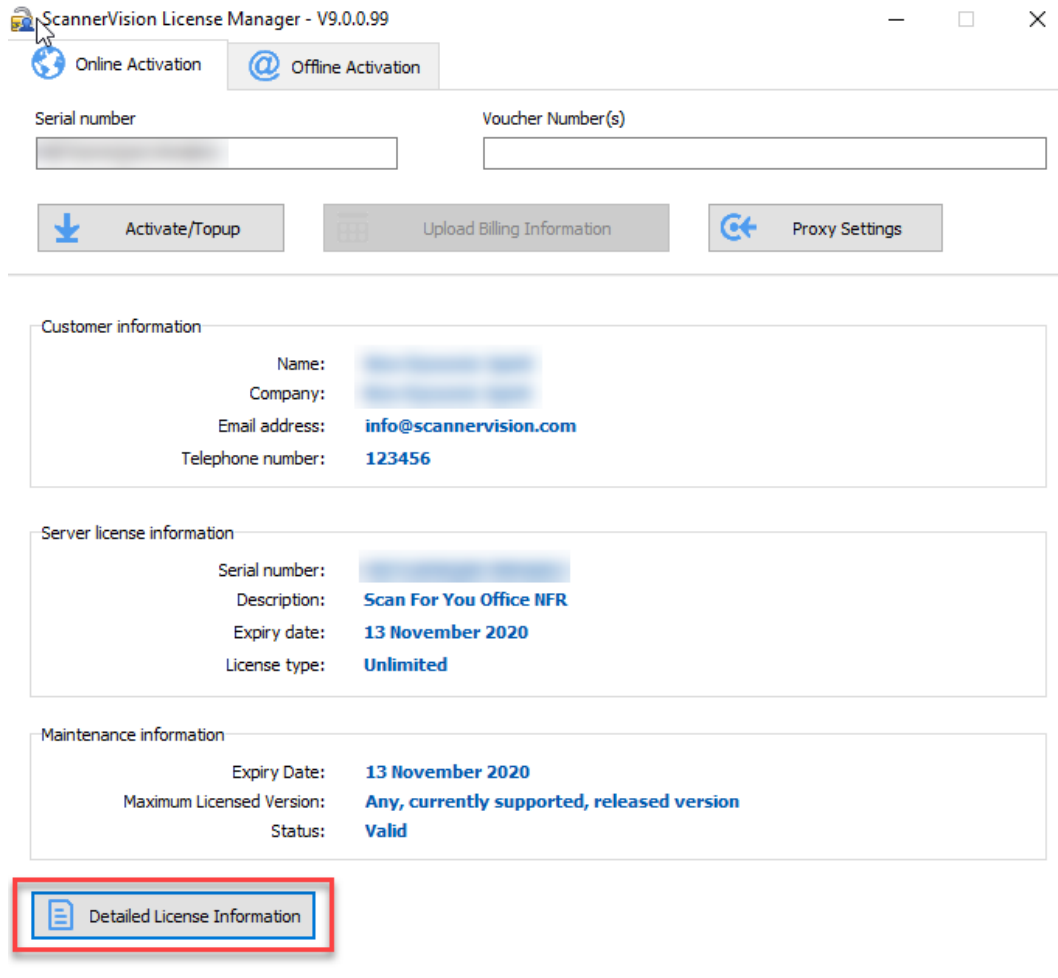 ScannerVision License Manager - V9.0.0.99
Online Activation
Offline Activation
Serial number
Voucher Number(s)
Activate/Topup
Upload Billing Information
Proxy Settings
Customer information
Name:
Company:
Email address: info@scannervision.com
Telephone number: 123456
Server license information
Serial number:
Description: Scan For You Office NFR
Expiry date: 13 November 2020
License type: Unlimited
Maintenance information
Expiry Date: 13 November 2020
Maximum Licensed Version: Any, currently supported, released version
Status: Valid
Detailed License Information